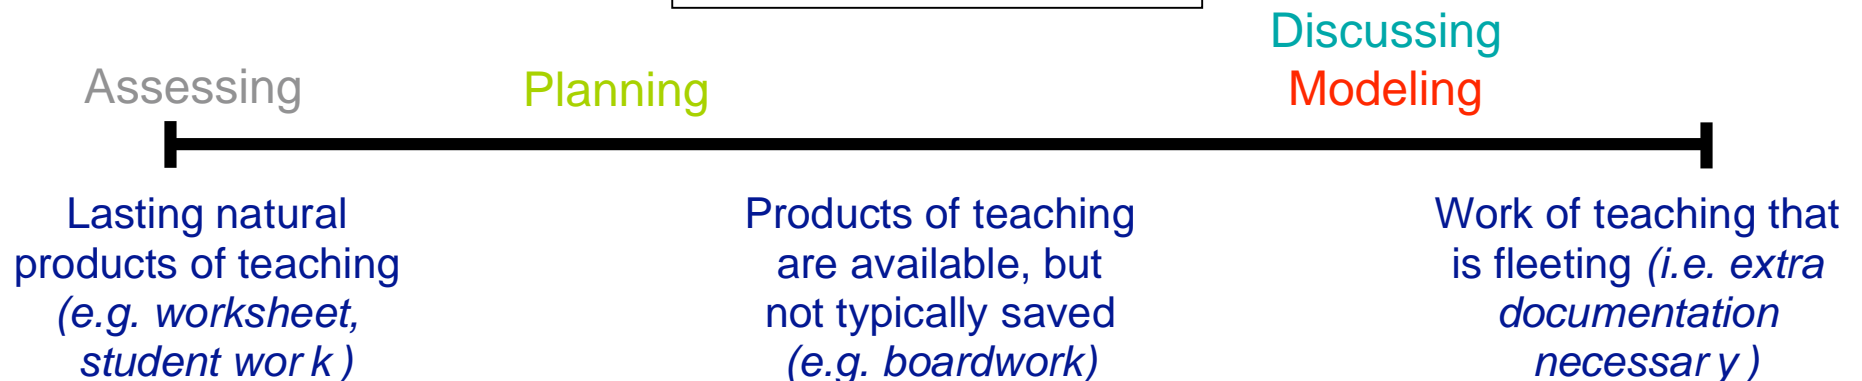 Discussing
Assessing
Planning
Modeling
Lasting natural
products of teaching
(e.g. worksheet,
student wor k )
Products of teaching
are available, but
not typically saved
(e.g. boardwork)
Work of teaching that
is fleeting (i.e. extra
documentation
necessar y )